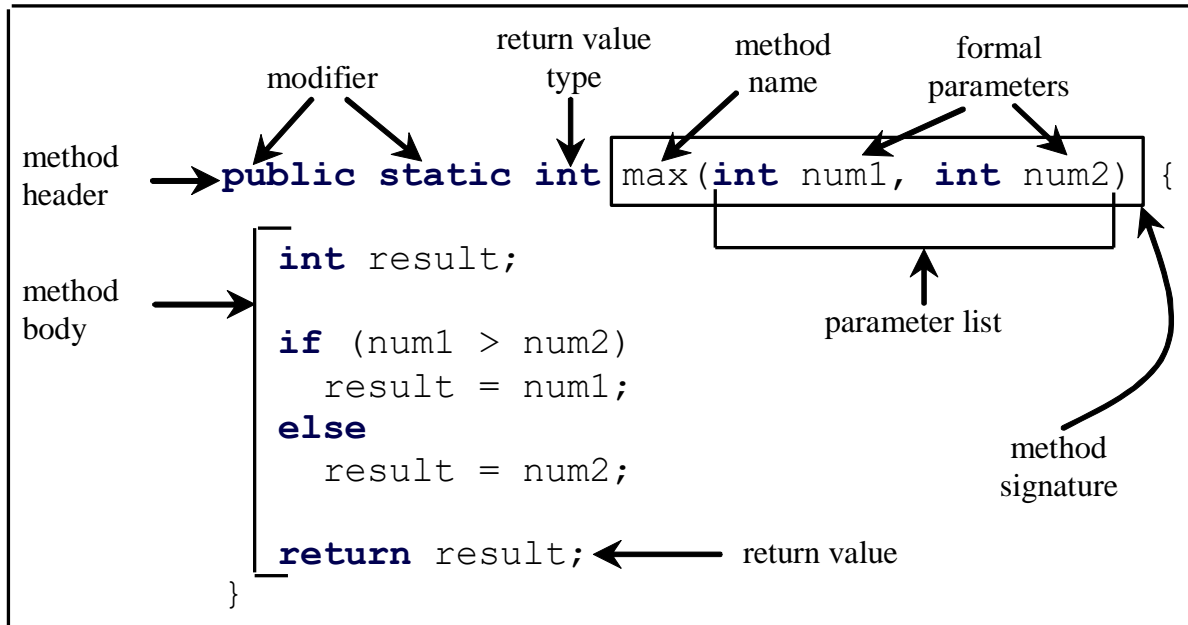 return value
type
method
name
formal
parameters
modifier
method
header
public static int max(int num1, int num2) {
int result;
method
body
parameter list
if (num1 > num2)
result = num1;
else
result = num2;
method
signature
return result;
return value
}